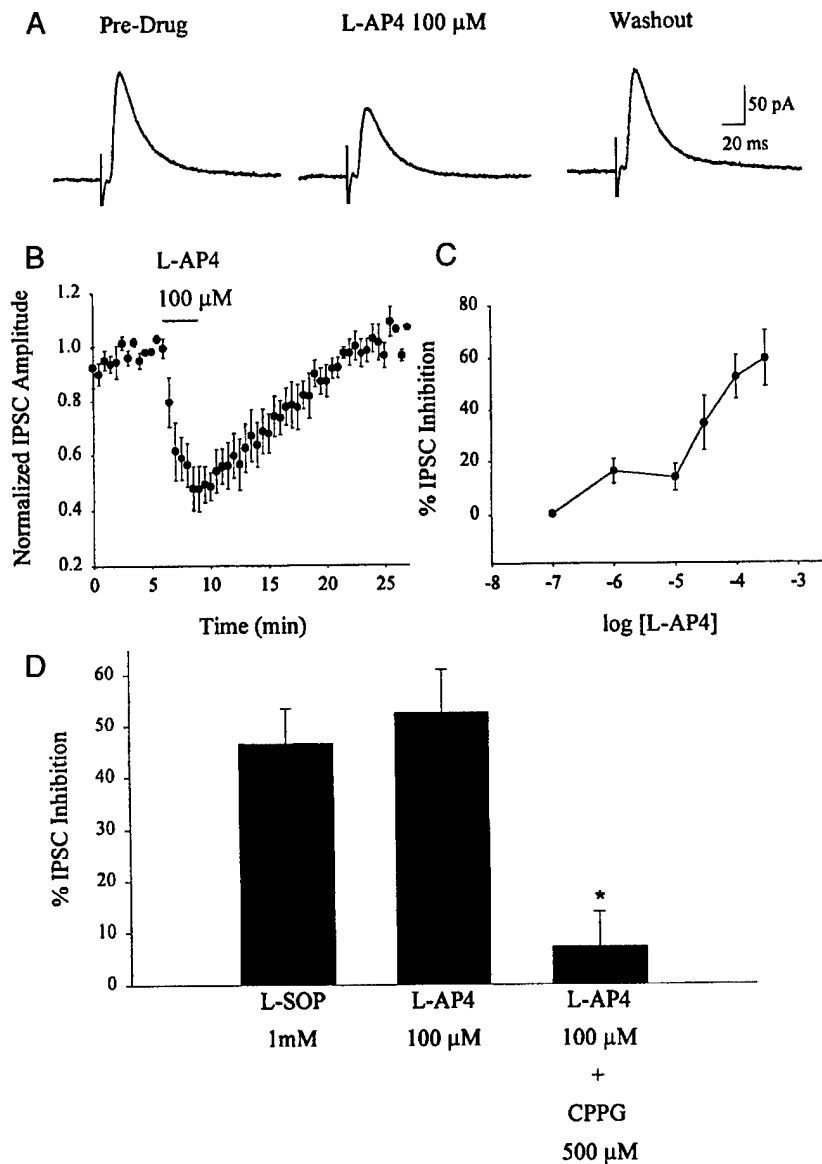 A
Pre-Drug
L-AP4 100 μM
Washout
50 pA
20 ms
B
L-AP4
100 μM
Normalized IPSC Amplitude
1.2
1.0
0.8
0.6
0.4
0.2
0 5 10 15 20 25
Time (min)
C
% IPSC Inhibition
80
60
40
20
0
-8 -7 -6 -5 -4 -3
log [L-AP4]
D
% IPSC Inhibition
60
50
40
30
20
10
0
*
L-SOP
1mM
L-AP4
100 μM
L-AP4
100 μM
+
CPPG
500 μM